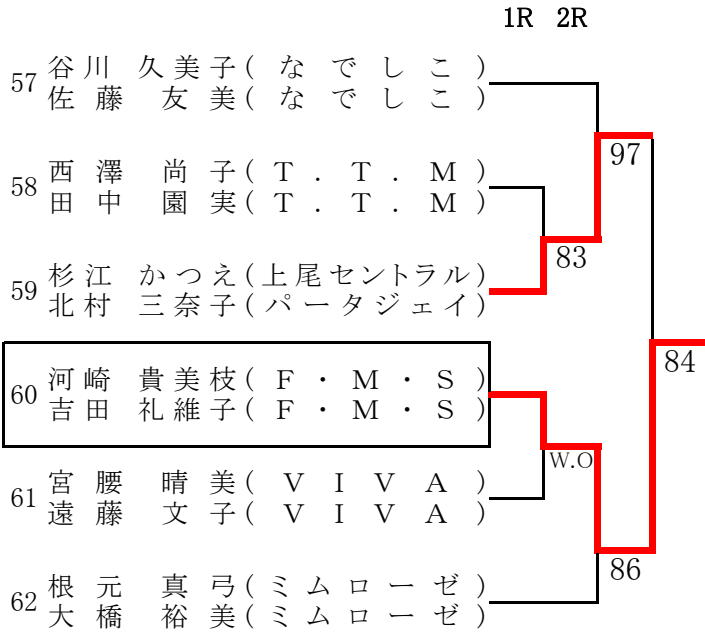 1R 2R
57 谷川 久美子(なでしこ)
佐藤 友美(なでしこ)
97
58 西澤 尚子(T.T.M)
田中 園実(T.T.M)
83
59 杉江 かつえ(上尾セントラル)
北村 三奈子(パータジェイ)
84
60 河崎 貴美枝(F・M・S)
吉田 礼維子(F・M・S)
W.O
61 宮腰 晴美(VIVA)
遠藤 文子(VIVA)
86
62 根元 真弓(ミムローゼ)
大橋 裕美(ミムローゼ)